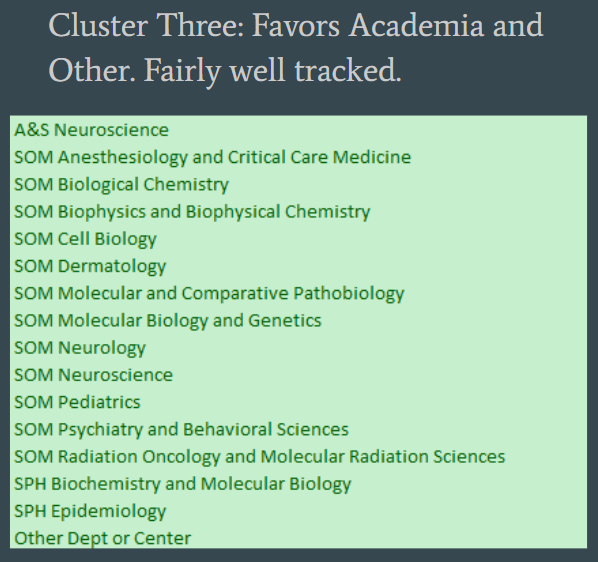 Cluster Three: Favors Academia and
Other. Fairly well tracked.
A&S Neuroscience
SOM Anesthesiology and Critical Care Medicine
SOM Biological Chemistry
SOM Biophysics and Biophysical Chemistry
SOM Cell Biology
SOM Dermatology
SOM Molecular and Comparative Pathobiology
SOM Molecular Biology and Genetics
SOM Neurology
SOM Neuroscience
SOM Pediatrics
SOM Psychiatry and Behavioral Sciences
SOM Radiation Oncology and Molecular Radiation Sciences
SPH Biochemistry and Molecular Biology
SPH Epidemiology
Other Dept or Center